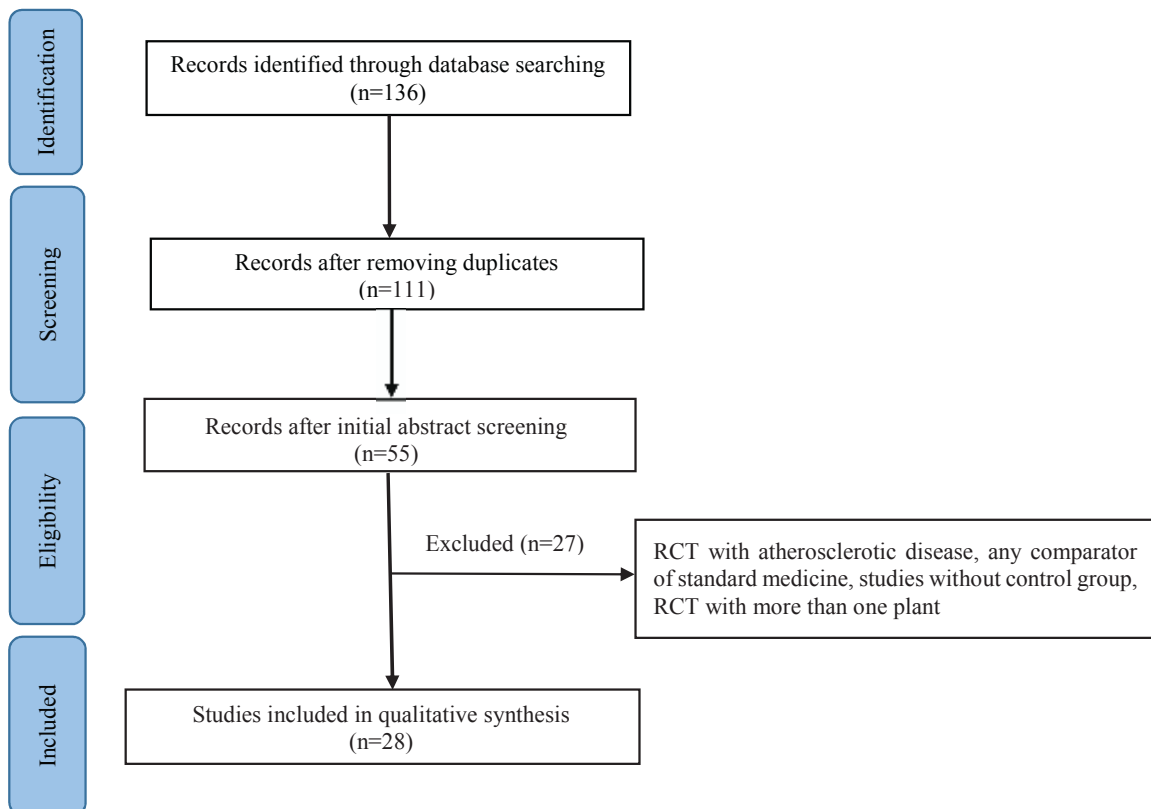 Identification
Records identified through database searching
(n=136)
Screening
Records after removing duplicates
(n=111)
Eligibility
Records after initial abstract screening
(n=55)
Excluded (n=27)
RCT with atherosclerotic disease, any comparator
of standard medicine, studies without control group,
RCT with more than one plant
Included
Studies included in qualitative synthesis
(n=28)